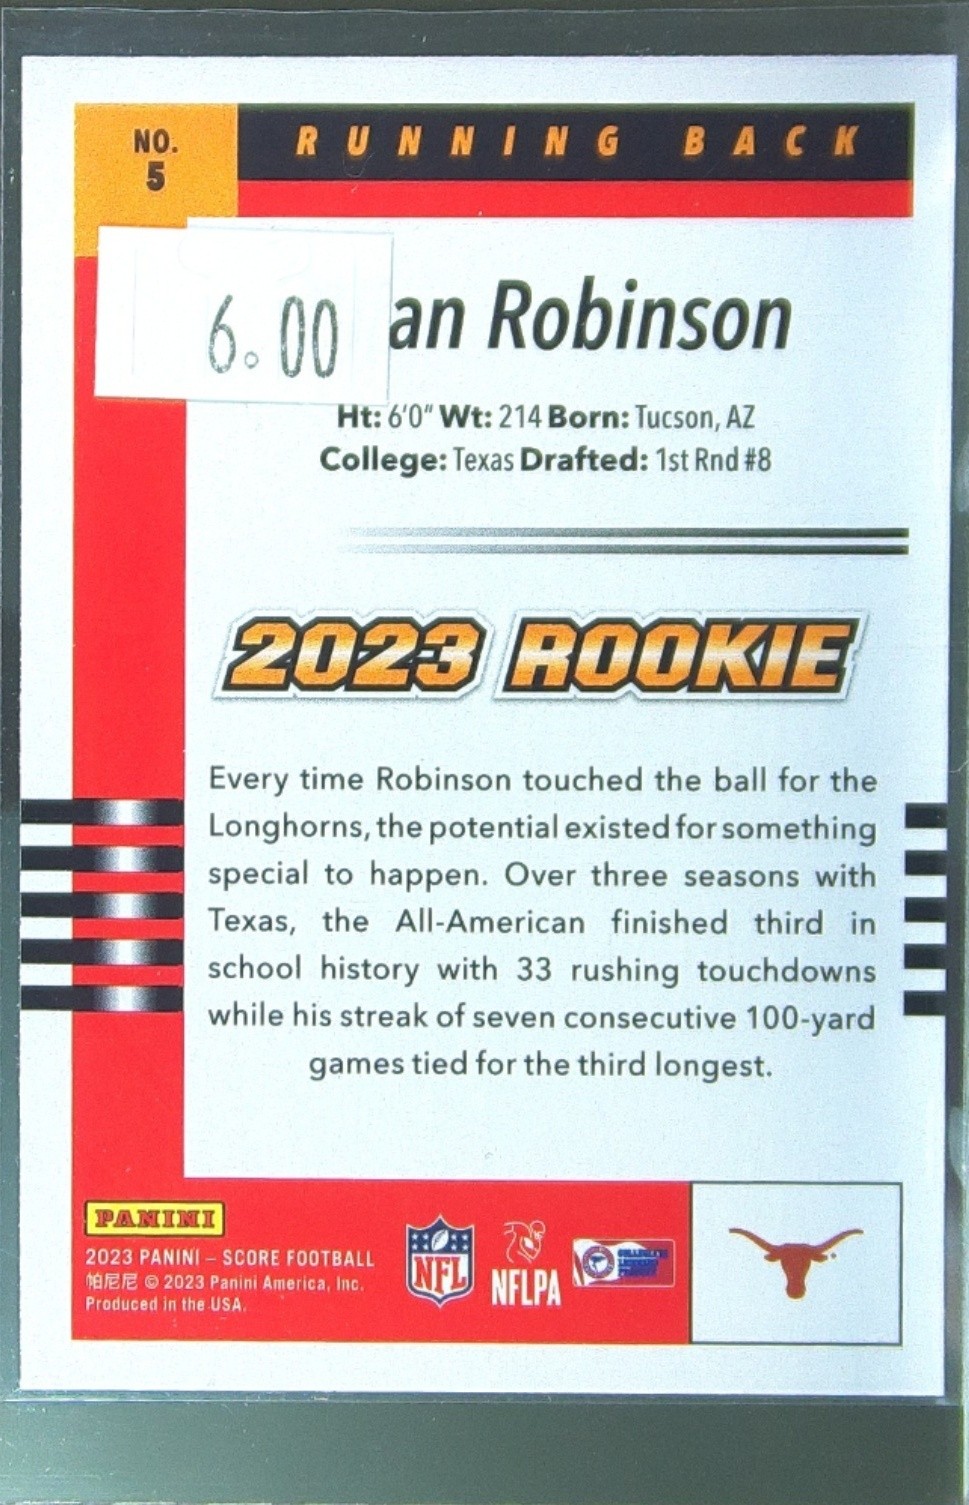 NO.
5
RUNNING BACK
6.00
an Robinson
Ht: 6'0" Wt: 214 Born: Tucson, AZ
College: Texas Drafted: 1st Rnd #8
2023 ROOKIE
Every time Robinson touched the ball for the
Longhorns, the potential existed for something
special to happen. Over three seasons with
Texas, the All-American finished third in
school history with 33 rushing touchdowns
while his streak of seven consecutive 100-yard
games tied for the third longest.
PANINI
2023 PANINI – SCORE FOOTBALL
帕尼尼 © 2023 Panini America, Inc.
Produced in the USA.
NFL
NFLPA